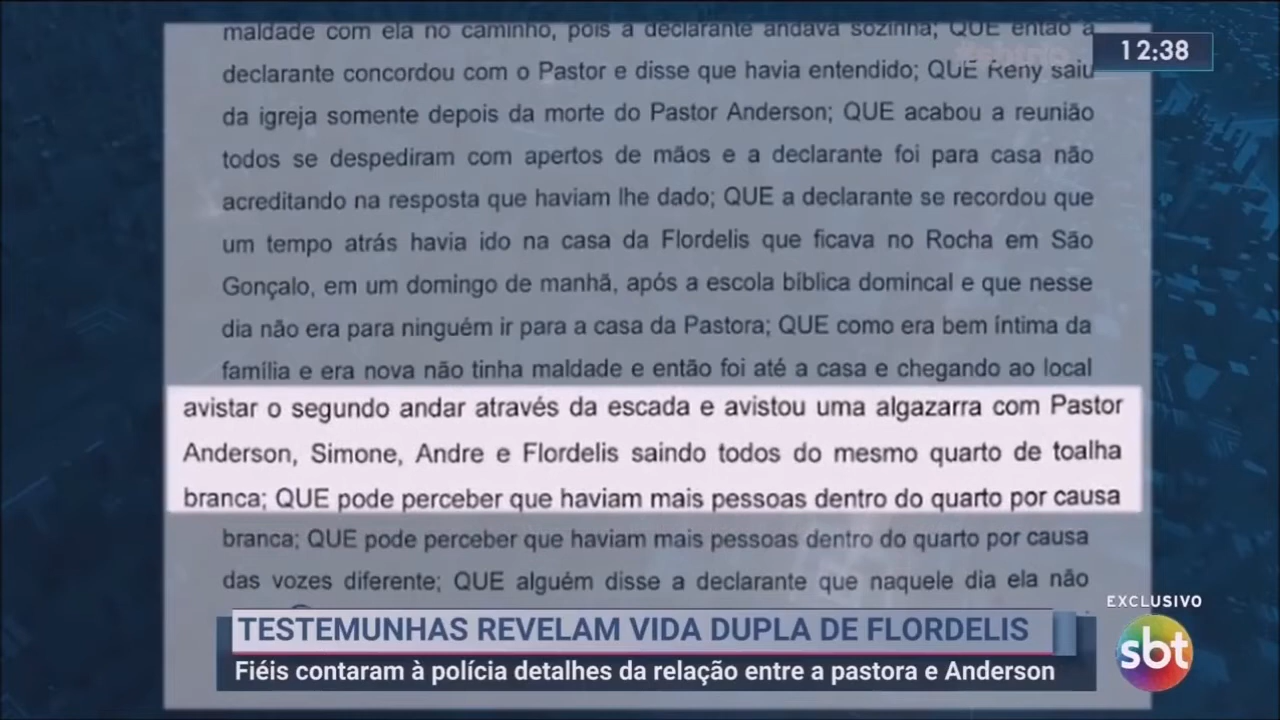 maldade com ela no caminho, pois a declarante andava sozinha; QUE então a
12:38
declarante concordou com o Pastor e disse que havia entendido; QUE Reny saiu
da igreja somente depois da morte do Pastor Anderson; QUE acabou a reunião
todos se despediram com apertos de mãos e a declarante foi para casa não
acreditando na resposta que haviam lhe dado; QUE a declarante se recordou que
um tempo atrás havia ido na casa da Flordelis que ficava no Rocha em São
Gonçalo, em um domingo de manhã, após a escola bíblica domincal e que nesse
dia não era para ninguém ir para a casa da Pastora; QUE como era bem íntima da
família e era nova não tinha maldade e então foi até a casa e chegando ao local
avistar o segundo andar através da escada e avistou uma algazarra com Pastor
Anderson, Simone, Andre e Flordelis saindo todos do mesmo quarto de toalha
branca; QUE pode perceber que haviam mais pessoas dentro do quarto por causa
branca; QUE pode perceber que haviam mais pessoas dentro do quarto por causa
das vozes diferente; QUE alguém disse a declarante que naquele dia ela não
EXCLUSIVO
TESTEMUNHAS REVELAM VIDA DUPLA DE FLORDELIS
sbt
Fiéis contaram à polícia detalhes da relação entre a pastora e Anderson